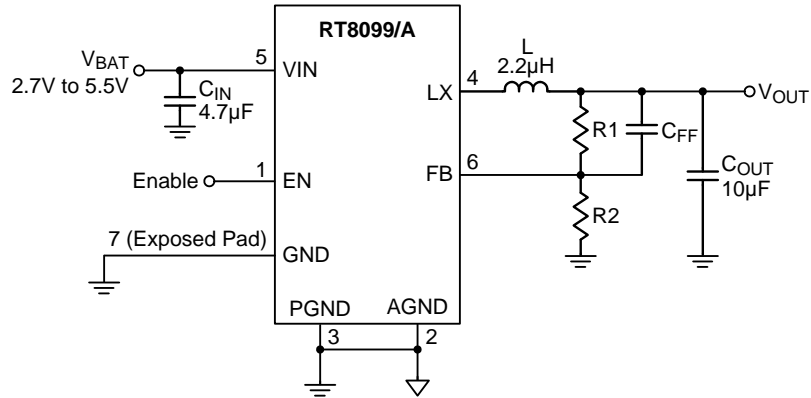 RT8099/A
V_BAT
2.7V to 5.5V
5
VIN
C_IN
4.7µF
Enable
1
EN
7 (Exposed Pad)
GND
PGND
AGND
3
2
LX
4
L
2.2µH
V_OUT
R1
C_FF
FB
6
C_OUT
10µF
R2